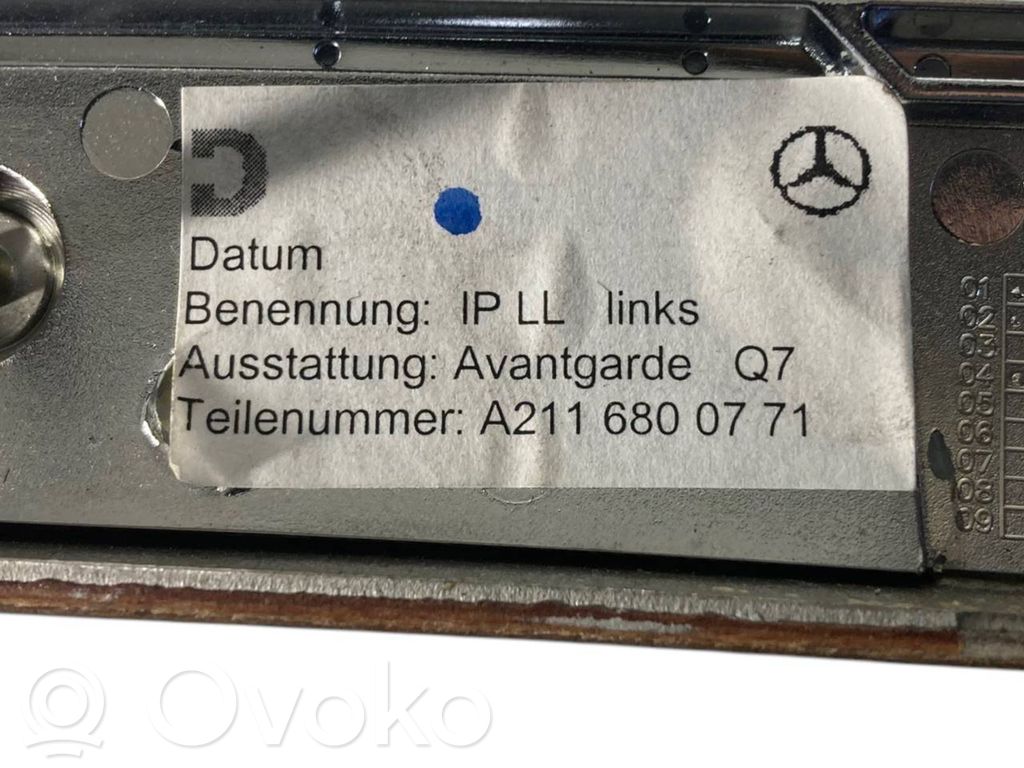 Datum
Benennung: IP LL links
Ausstattung: Avantgarde Q7
Teilenummer: A211 680 07 71
01
02
03
04
05
06
07
08
09
Ovoko